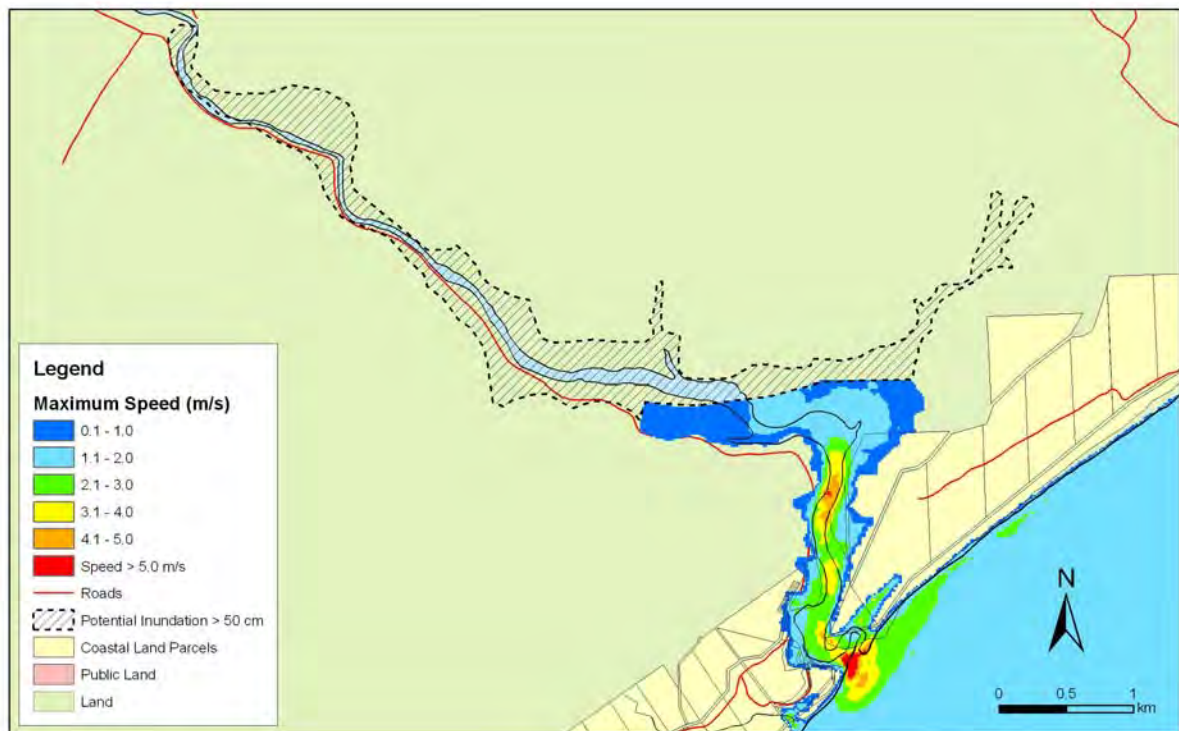 Legend
Maximum Speed (m/s)
0.1 - 1.0
1.1 - 2.0
2.1 - 3.0
3.1 - 4.0
4.1 - 5.0
Speed > 5.0 m/s
Roads
Potential Inundation > 50 cm
Coastal Land Parcels
Public Land
Land
N
0 0.5 1
km